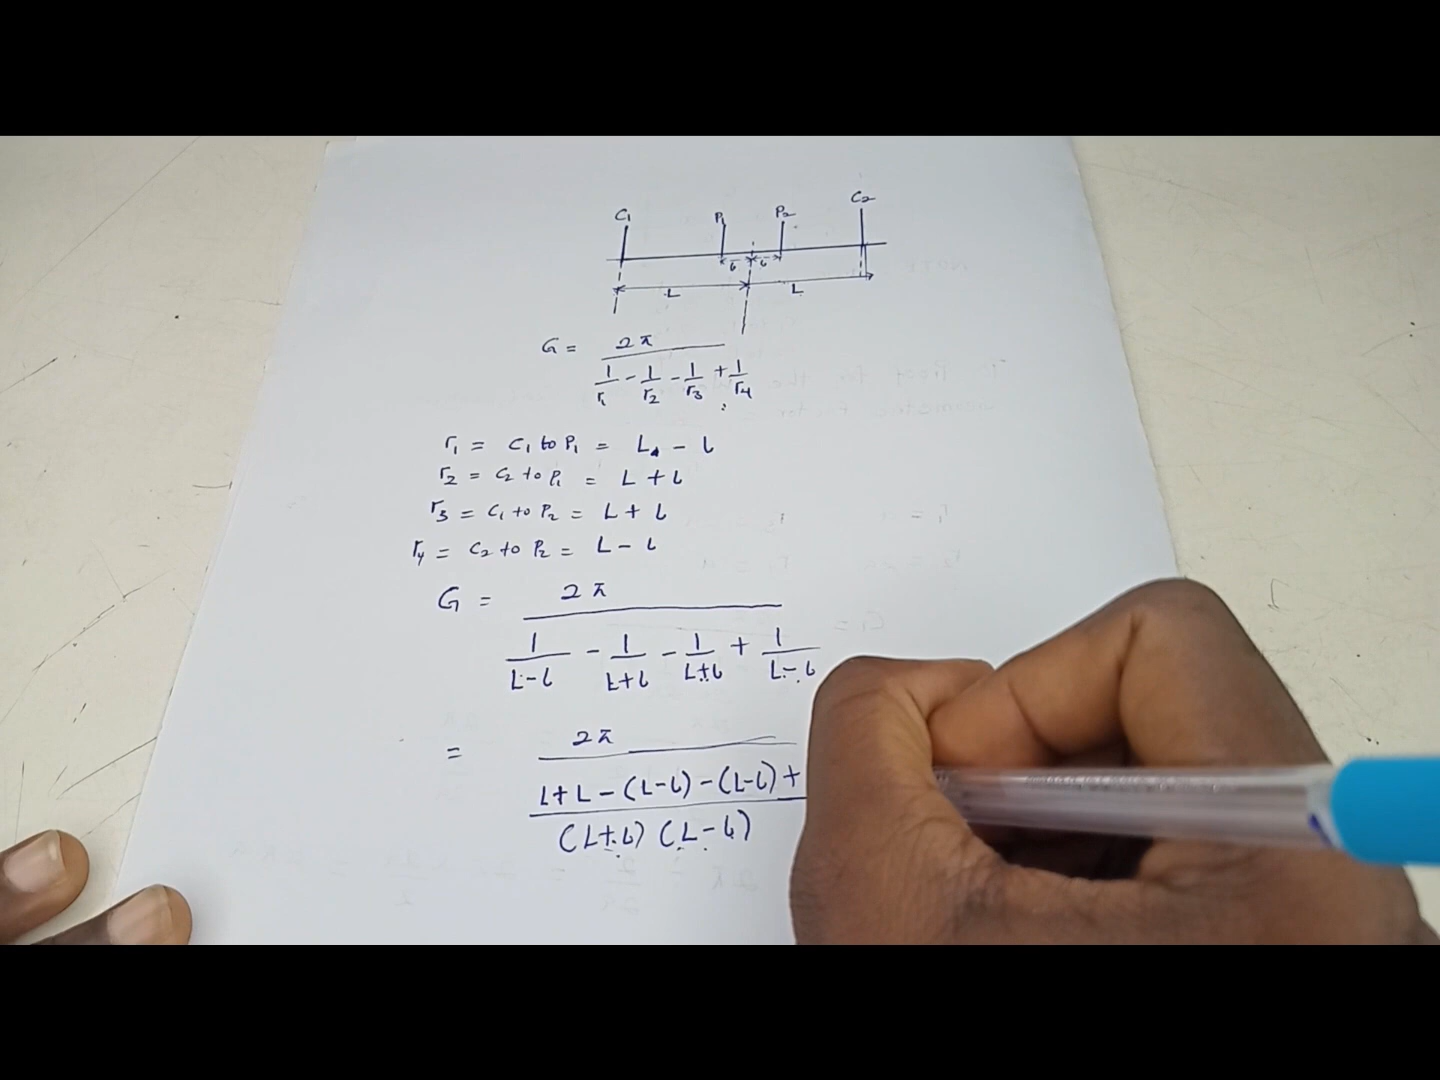 C₁ P₁ P₂ C₂
l l
L L
G = 2π / (1/r₁ - 1/r₂ - 1/r₃ + 1/r₄)
r₁ = C₁ to P₁ = L - l
r₂ = C₂ to P₁ = L + l
r₃ = C₁ to P₂ = L + l
r₄ = C₂ to P₂ = L - l
G = 2π / (1/(L-l) - 1/(L+l) - 1/(L+l) + 1/(L-l))
= 2π / ((L+L-(L-l)-(L-l)+ / (L+l)(L-l))